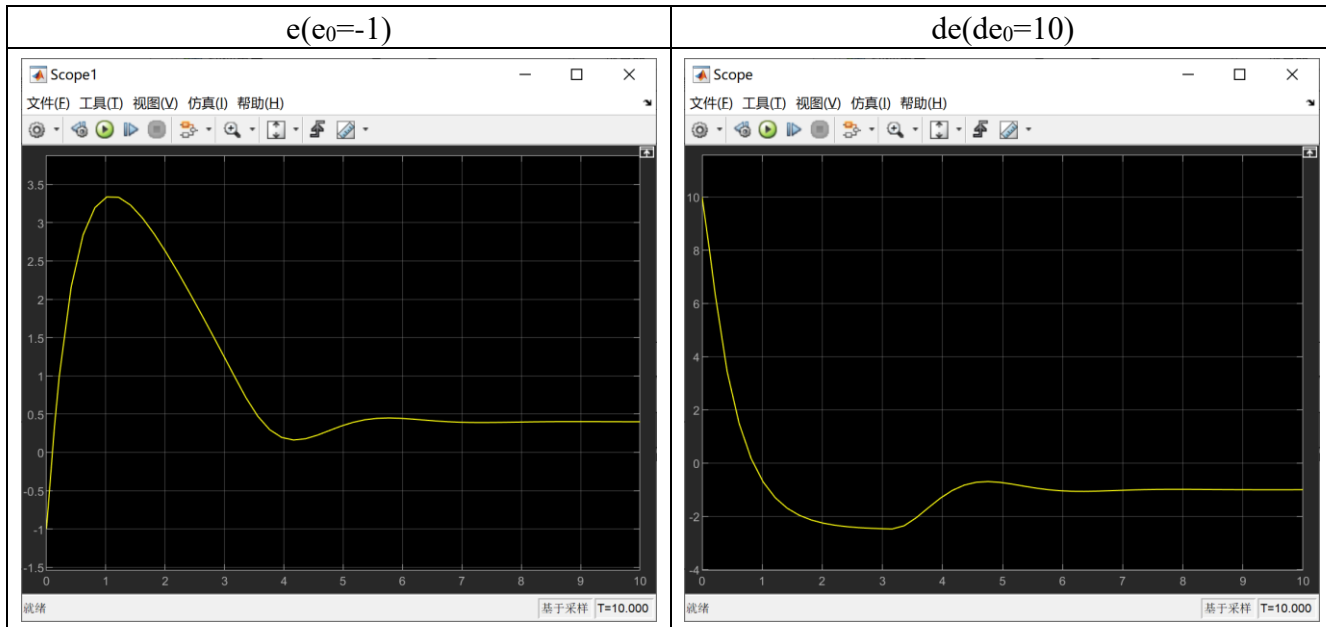 e(e₀=-1)
de(de₀=10)
Scope1
文件(F) 工具(T) 视图(V) 仿真(I) 帮助(H)
3.5
3
2.5
2
1.5
1
0.5
0
-0.5
-1
-1.5
0 1 2 3 4 5 6 7 8 9 10
就绪
基于采样 T=10.000
Scope
文件(F) 工具(T) 视图(V) 仿真(I) 帮助(H)
10
8
6
4
2
0
-2
-4
0 1 2 3 4 5 6 7 8 9 10
就绪
基于采样 T=10.000